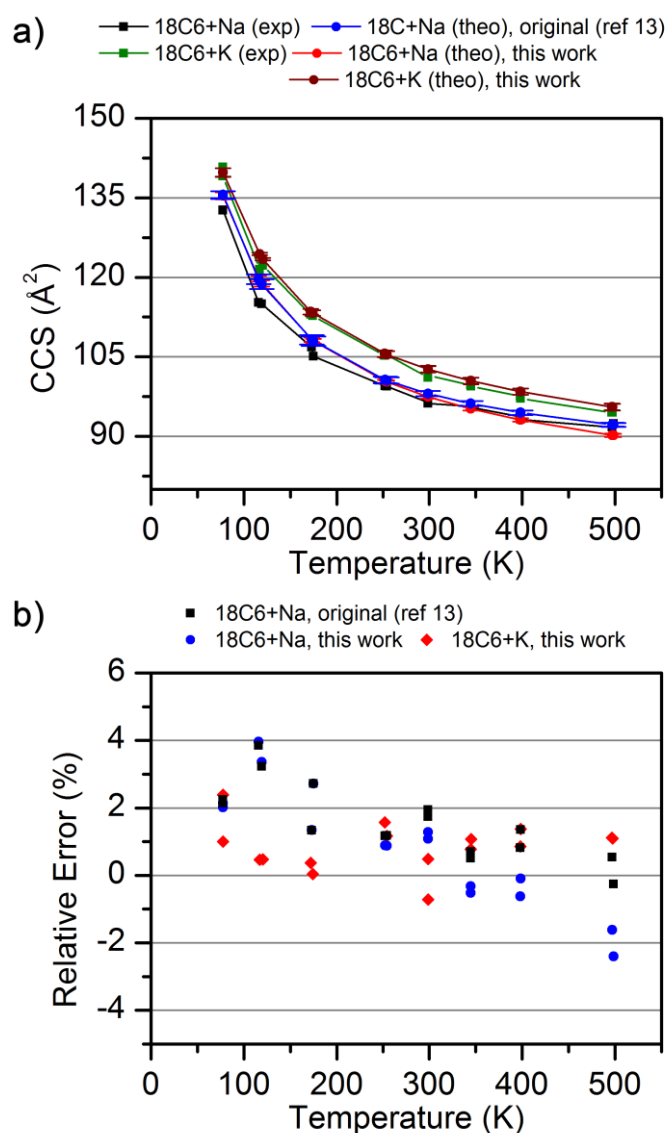 a)
18C6+Na (exp) 18C+Na (theo), original (ref 13)
18C6+K (exp) 18C6+Na (theo), this work
18C6+K (theo), this work
150
135
120
105
90
CCS (Å²)
0 100 200 300 400 500
Temperature (K)
b)
18C6+Na, original (ref 13)
18C6+Na, this work 18C6+K, this work
6
4
2
0
-2
-4
Relative Error (%)
0 100 200 300 400 500
Temperature (K)